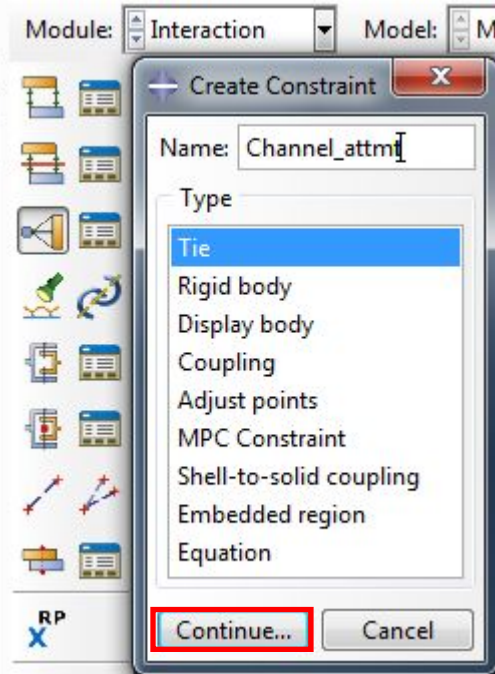 Module: Interaction Model: M
Create Constraint
Name: Channel_attmt
Type
Tie
Rigid body
Display body
Coupling
Adjust points
MPC Constraint
Shell-to-solid coupling
Embedded region
Equation
RP
Continue... Cancel